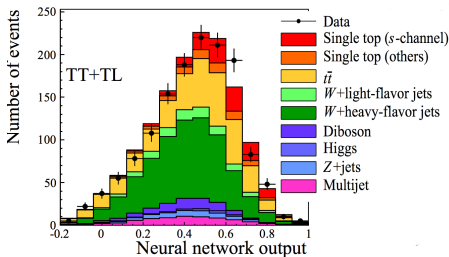 Number of events
250
200
150
100
50
0
TT+TL
-0.2 0 0.2 0.4 0.6 0.8 1
Neural network output
Data
Single top (s-channel)
Single top (others)
tt̄
W+light-flavor jets
W+heavy-flavor jets
Diboson
Higgs
Z+jets
Multijet